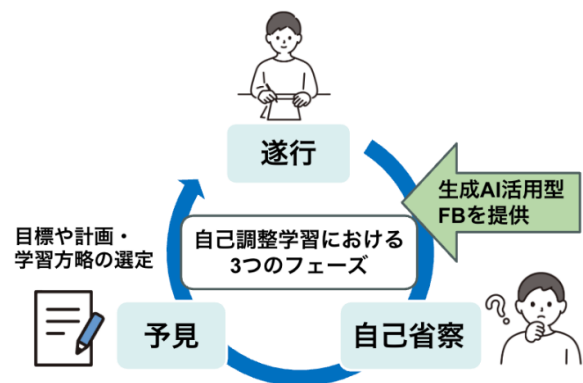 遂行
生成AI活用型
FBを提供
目標や計画・
学習方略の選定
自己調整学習における
3つのフェーズ
予見
自己省察
?